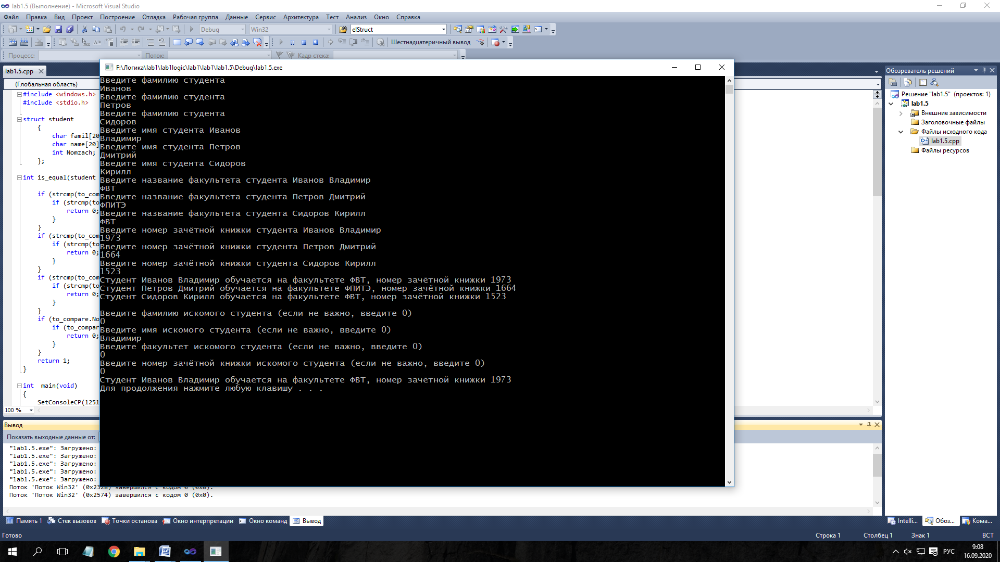 lab1.5 (Выполнение) - Microsoft Visual Studio
Файл Правка Вид Проект Построение Отладка Рабочая группа Данные Сервис Архитектура Тест Анализ Окно Справка
Debug Win32 elStruct
Шестнадцатеричный вывод
Процесс: Поток: Кадр стека:
lab1.5.cpp
(Глобальная область)
#include <windows.h>
#include <stdio.h>
struct student
{
char famil[20
char name[20]
int Nomzach;
};
int is_equal(student
if (strcmp(to_com
if (strcmp(to
return 0;
}
}
if (strcmp(to_com
if (strcmp(to
return 0;
}
}
if (strcmp(to_com
if (strcmp(to
return 0;
}
}
if (to_compare.No
if (to_compar
return 0;
}
}
return 1;
}
int main(void)
{
SetConsoleCP(1251
100 %
F:\Логика\lab1\lab1logic\lab1\lab1\lab1.5\Debug\lab1.5.exe
Введите фамилию студента
Иванов
Введите фамилию студента
Петров
Введите фамилию студента
Сидоров
Введите имя студента Иванов
Владимир
Введите имя студента Петров
Дмитрий
Введите имя студента Сидоров
Кирилл
Введите название факультета студента Иванов Владимир
ФВТ
Введите название факультета студента Петров Дмитрий
ФПИТЭ
Введите название факультета студента Сидоров Кирилл
ФВТ
Введите номер зачётной книжки студента Иванов Владимир
1973
Введите номер зачётной книжки студента Петров Дмитрий
1664
Введите номер зачётной книжки студента Сидоров Кирилл
1523
Студент Иванов Владимир обучается на факультете ФВТ, номер зачётной книжки 1973
Студент Петров Дмитрий обучается на факультете ФПИТЭ, номер зачётной книжки 1664
Студент Сидоров Кирилл обучается на факультете ФВТ, номер зачётной книжки 1523
Введите фамилию искомого студента (если не важно, введите 0)
0
Введите имя искомого студента (если не важно, введите 0)
Владимир
Введите факультет искомого студента (если не важно, введите 0)
0
Введите номер зачётной книжки искомого студента (если не важно, введите 0)
0
Студент Иванов Владимир обучается на факультете ФВТ, номер зачётной книжки 1973
Для продолжения нажмите любую клавишу . . .
Обозреватель решений
Решение "lab1.5" (проектов: 1)
lab1.5
Внешние зависимости
Заголовочные файлы
Файлы исходного кода
lab1.5.cpp
Файлы ресурсов
Вывод
Показать выходные данные от:
"lab1.5.exe": Загружено:
"lab1.5.exe": Загружено:
"lab1.5.exe": Загружено:
"lab1.5.exe": Загружено:
"lab1.5.exe": Загружено:
Поток 'Поток Win32' (0x2328) завершился с кодом 0 (0x0).
Поток 'Поток Win32' (0x2574) завершился с кодом 0 (0x0).
Память 1 Стек вызовов Точки останова Окно интерпретации Окно команд Вывод
Intelli... Обоз... Кома...
Готово Строка 1 Столбец 1 Знак 1 ВСТ
РУС
9:08
16.09.2020